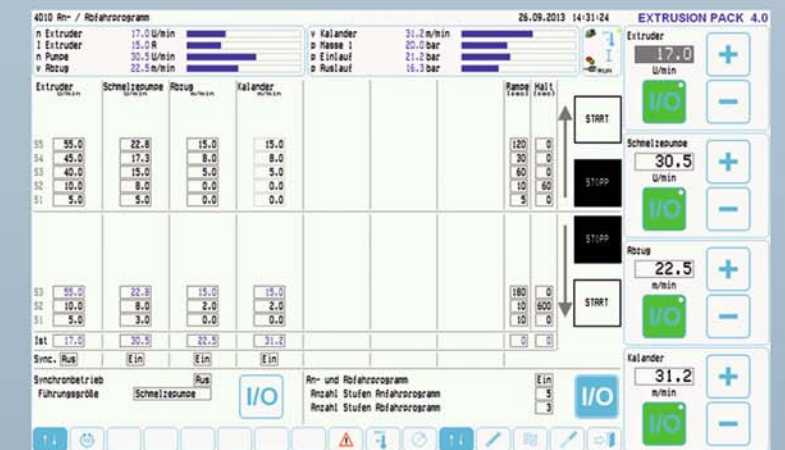 4010 An- / Abfahrprogramm 26.09.2013 14:31:24 EXTRUSION PACK 4.0
n Extruder 17.0 U/min
I Extruder 15.0 A
n Pumpe 30.5 U/min
v Abzug 22.5 m/min
v Kalander 31.2 m/min
p Masse 1 20.0 bar
p Einlauf 21.2 bar
p Auslauf 16.3 bar
RUN
Extruder Schmelzepumpe Abzug Kalander Rampe Halt
U/min U/min m/min m/min [sec] [sec]
S5 55.0 22.8 15.0 15.0 120 0
S4 45.0 17.3 8.0 8.0 30 0
S3 40.0 15.0 5.0 5.0 60 0
S2 10.0 8.0 0.0 0.0 10 60
S1 5.0 5.0 0.0 0.0 5 0
START
STOPP
STOPP
START
S3 55.0 22.8 15.0 15.0 180 0
S2 10.0 8.0 2.0 2.0 10 600
S1 5.0 3.0 0.0 0.0 10 0
Ist 17.0 30.5 22.5 31.2 0 0
Sync. Aus Ein Ein Ein
Synchronbetrieb Aus
Führungsgröße Schmelzepumpe
I/O
An- und Abfahrprogramm Ein
Anzahl Stufen Anfahrprogramm 5
Anzahl Stufen Abfahrprogramm 3
I/O
Extruder
17.0
U/min
+
I/O
−
Schmelzepumpe
30.5
U/min
+
I/O
−
Abzug
22.5
m/min
+
I/O
−
Kalander
31.2
m/min
+
I/O
−